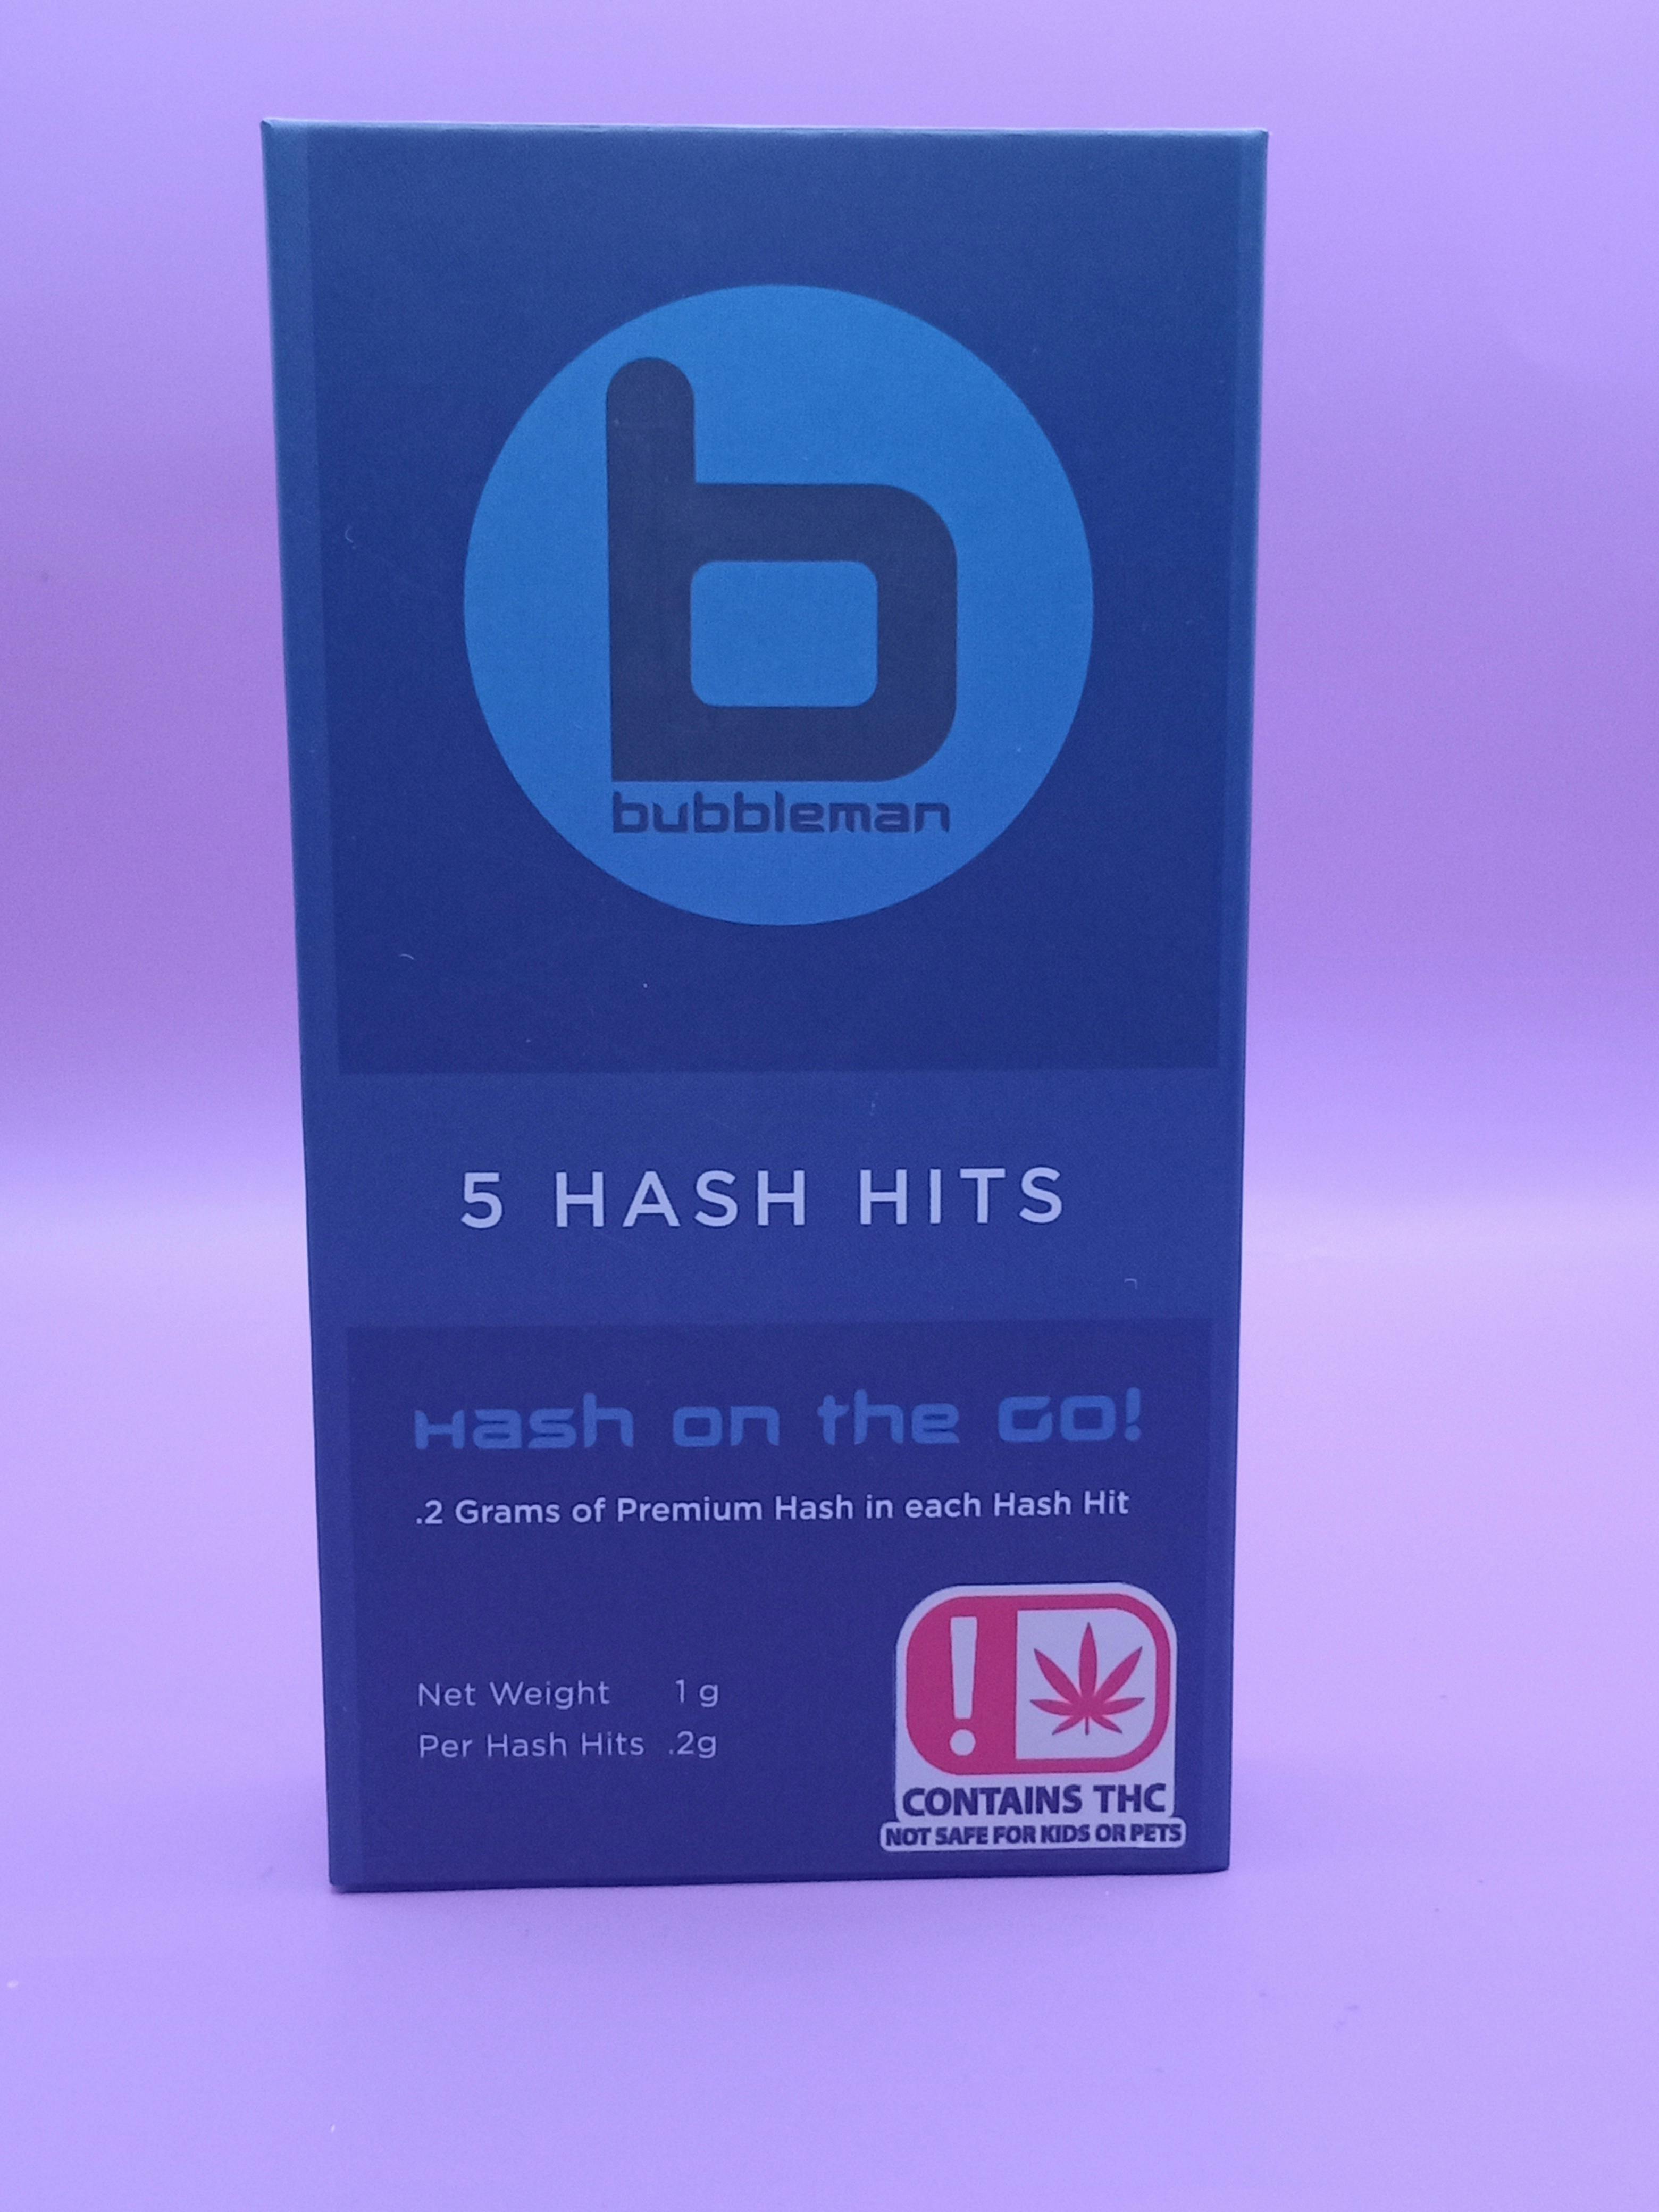 b
bubbleman
5 HASH HITS
Hash on the GO!
.2 Grams of Premium Hash in each Hash Hit
Net Weight 1 g
Per Hash Hits .2g
!
CONTAINS THC
NOT SAFE FOR KIDS OR PETS